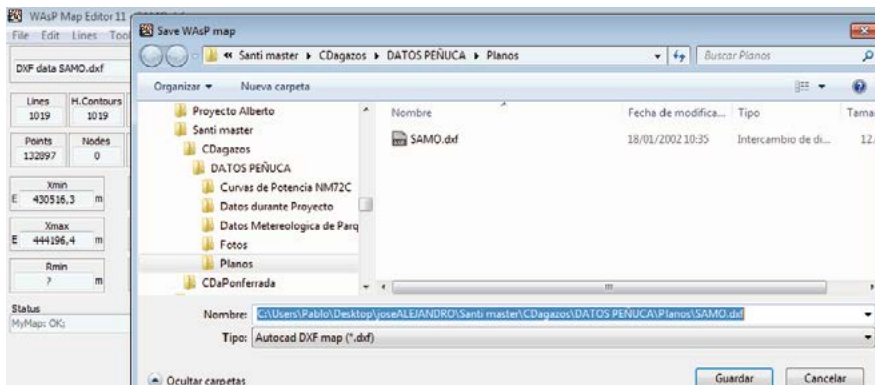 WAsP Map Editor 11
File Edit Lines
DXF data SAMO.dxf
Lines H.Contours
1019 1019
Points Nodes
132897 0
Xmin
E 430516,3 m
Xmax
E 444196,4 m
Rmin
? m
Status
MyMap: OK;
Save WAsP map
« Santi master ▸ CDagazos ▸ DATOS PEÑUCA ▸ Planos
Buscar Planos
Organizar Nueva carpeta
Proyecto Alberto
Santi master
CDagazos
DATOS PEÑUCA
Curvas de Potencia NM72C
Datos durante Proyecto
Datos Metereologica de Parq
Fotos
Planos
CDaPonferrada
Nombre Fecha de modifica... Tipo Tama
SAMO.dxf 18/01/2002 10:35 Intercambio de di... 12.
Nombre: C:\Users\Pablo\Desktop\joseALEJANDRO\Santi master\CDagazos\DATOS PEÑUCA\Planos\SAMO.dxf
Tipo: Autocad DXF map (*.dxf)
Ocultar carpetas Guardar Cancelar